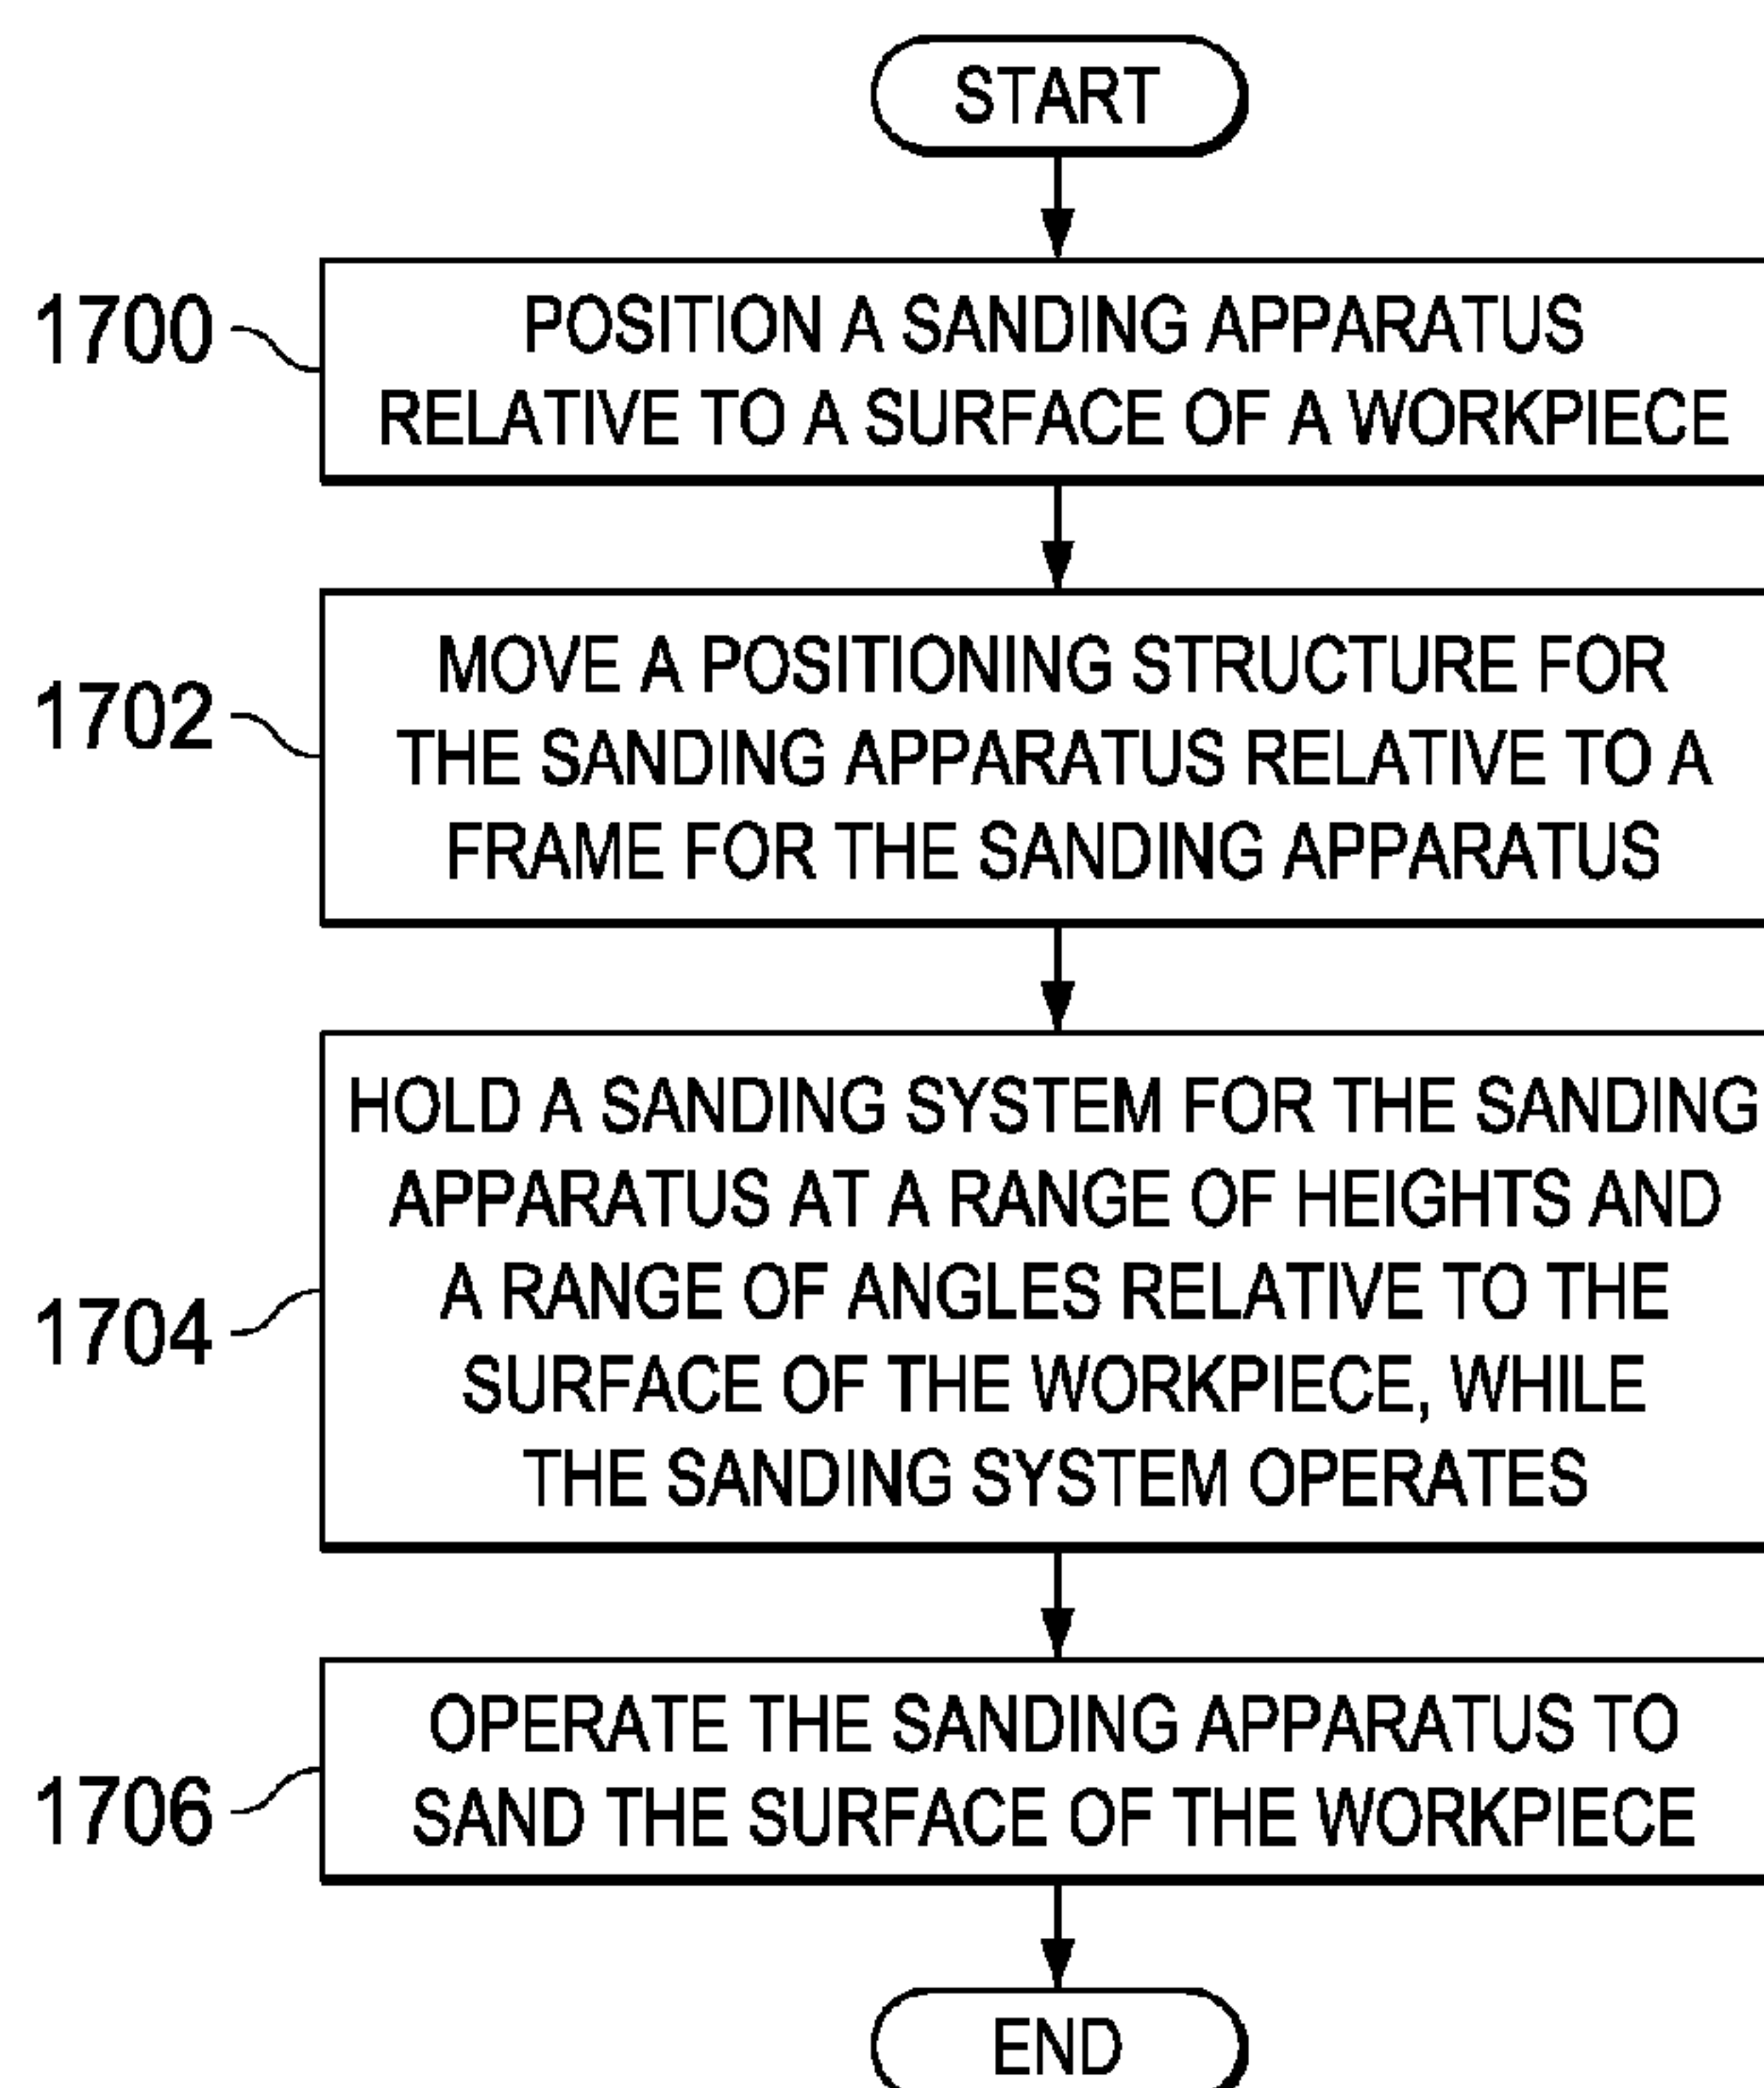 START
1700
POSITION A SANDING APPARATUS
RELATIVE TO A SURFACE OF A WORKPIECE
1702
MOVE A POSITIONING STRUCTURE FOR
THE SANDING APPARATUS RELATIVE TO A
FRAME FOR THE SANDING APPARATUS
1704
HOLD A SANDING SYSTEM FOR THE SANDING
APPARATUS AT A RANGE OF HEIGHTS AND
A RANGE OF ANGLES RELATIVE TO THE
SURFACE OF THE WORKPIECE, WHILE
THE SANDING SYSTEM OPERATES
1706
OPERATE THE SANDING APPARATUS TO
SAND THE SURFACE OF THE WORKPIECE
END